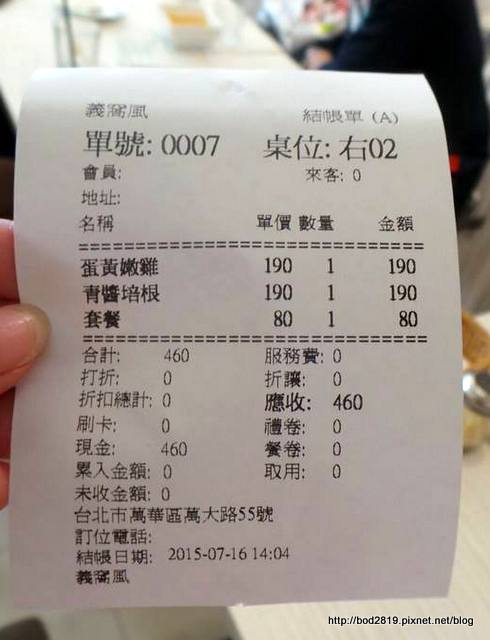 義窩風 結帳單 (A)
單號: 0007 桌位: 右02
會員: 來客: 0
地址:
名稱 單價 數量 金額
==========================================
蛋黃嫩雞 190 1 190
青醬培根 190 1 190
套餐 80 1 80
==========================================
合計: 460 服務費: 0
打折: 0 折讓: 0
折扣總計: 0 應收: 460
刷卡: 0 禮卷: 0
現金: 460 餐卷: 0
累入金額: 0 取用: 0
未收金額: 0
台北市萬華區萬大路55號
訂位電話:
結帳日期: 2015-07-16 14:04
義窩風
http://bod2819.pixnet.net/blog